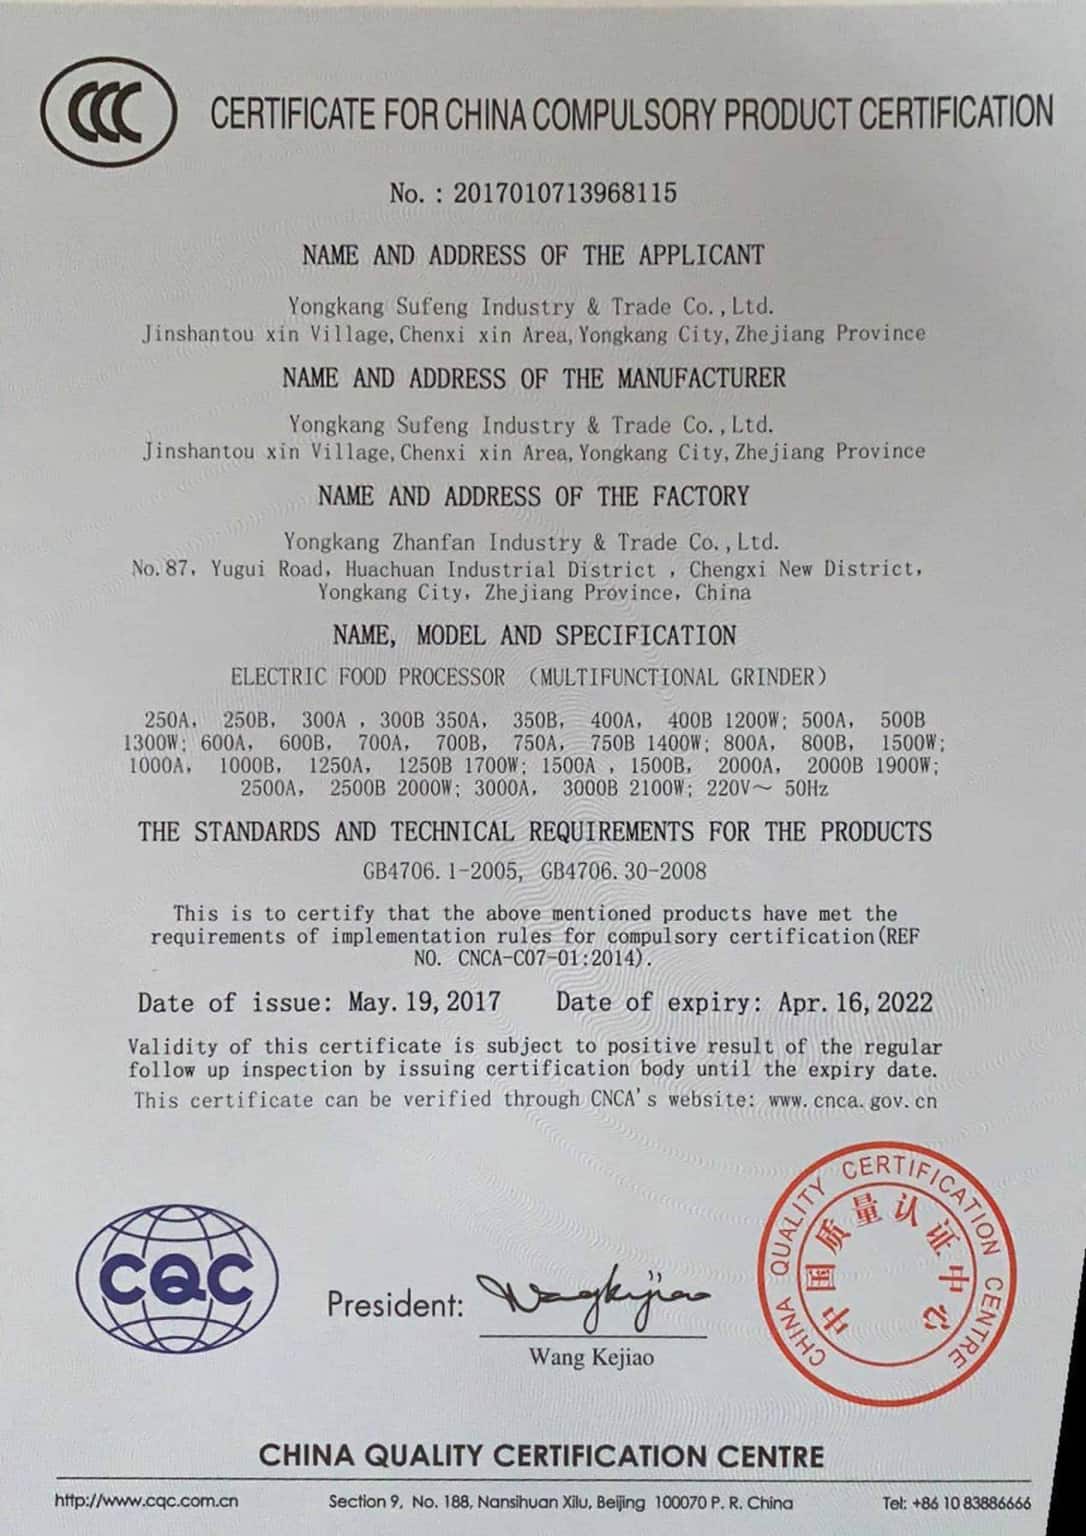 CCC
CERTIFICATE FOR CHINA COMPULSORY PRODUCT CERTIFICATION
No. : 2017010713968115
NAME AND ADDRESS OF THE APPLICANT
Yongkang Sufeng Industry & Trade Co.,Ltd.
Jinshantou xin Village,Chenxi xin Area,Yongkang City,Zhejiang Province
NAME AND ADDRESS OF THE MANUFACTURER
Yongkang Sufeng Industry & Trade Co.,Ltd.
Jinshantou xin Village,Chenxi xin Area,Yongkang City,Zhejiang Province
NAME AND ADDRESS OF THE FACTORY
Yongkang Zhanfan Industry & Trade Co.,Ltd.
No.87, Yugui Road, Huachuan Industrial District , Chengxi New District,
Yongkang City, Zhejiang Province, China
NAME, MODEL AND SPECIFICATION
ELECTRIC FOOD PROCESSOR (MULTIFUNCTIONAL GRINDER)
250A, 250B, 300A , 300B 350A, 350B, 400A, 400B 1200W; 500A, 500B
1300W; 600A, 600B, 700A, 700B, 750A, 750B 1400W; 800A, 800B, 1500W;
1000A, 1000B, 1250A, 1250B 1700W; 1500A , 1500B, 2000A, 2000B 1900W;
2500A, 2500B 2000W; 3000A, 3000B 2100W; 220V～ 50Hz
THE STANDARDS AND TECHNICAL REQUIREMENTS FOR THE PRODUCTS
GB4706.1-2005, GB4706.30-2008
This is to certify that the above mentioned products have met the
requirements of implementation rules for compulsory certification(REF
NO. CNCA-C07-01:2014).
Date of issue: May.19,2017 Date of expiry: Apr.16,2022
Validity of this certificate is subject to positive result of the regular
follow up inspection by issuing certification body until the expiry date.
This certificate can be verified through CNCA's website: www.cnca.gov.cn
CHINA QUALITY CERTIFICATION CENTRE
中国质量认证中心
CQC
President: Wangkejiao
Wang Kejiao
CHINA QUALITY CERTIFICATION CENTRE
http://www.cqc.com.cn Section 9, No. 188, Nansihuan Xilu, Beijing 100070 P. R. China Tel: +86 10 83886666